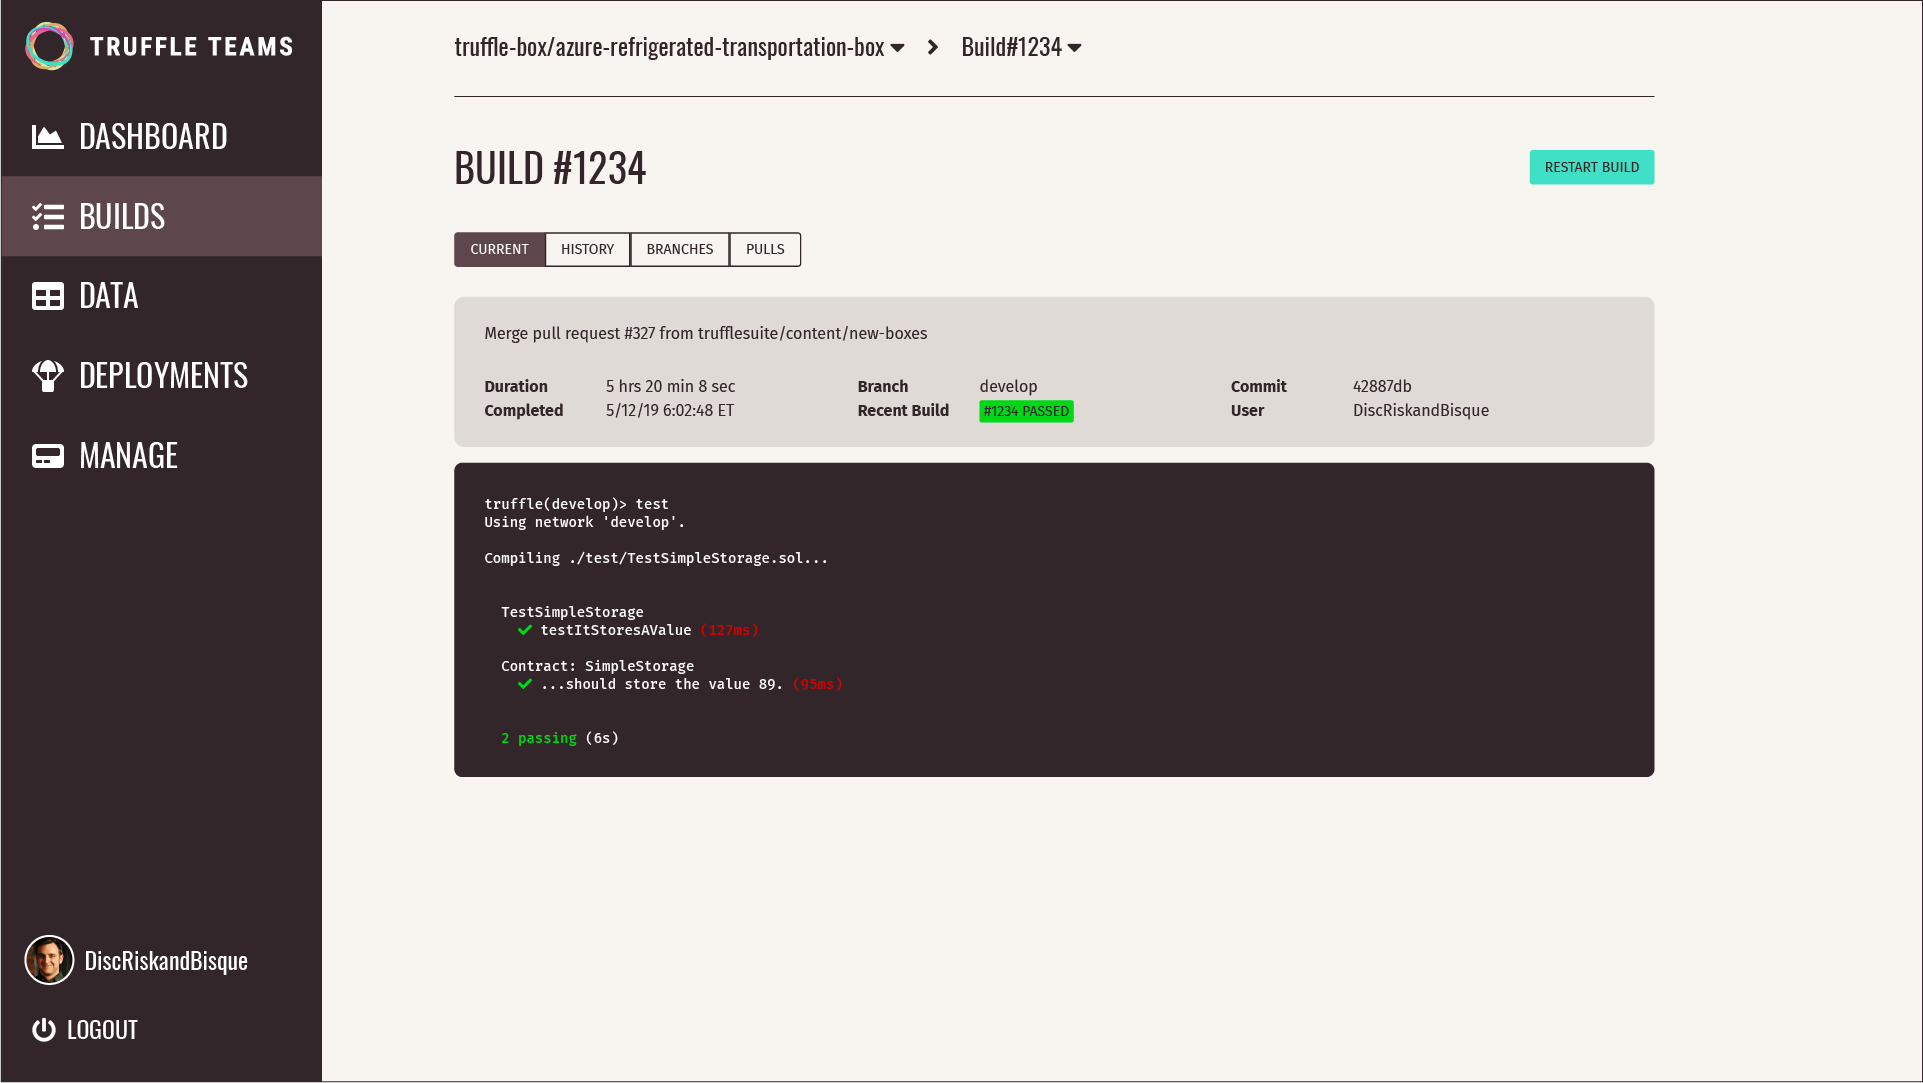 TRUFFLE TEAMS
DASHBOARD
BUILDS
DATA
DEPLOYMENTS
MANAGE
DiscRiskandBisque
LOGOUT
truffle-box/azure-refrigerated-transportation-box Build#1234
BUILD #1234
RESTART BUILD
CURRENT HISTORY BRANCHES PULLS
Merge pull request #327 from trufflesuite/content/new-boxes
Duration 5 hrs 20 min 8 sec Branch develop Commit 42887db
Completed 5/12/19 6:02:48 ET Recent Build #1234 PASSED User DiscRiskandBisque
truffle(develop)> test
Using network 'develop'.
Compiling ./test/TestSimpleStorage.sol...
TestSimpleStorage
✓ testItStoresAValue (127ms)
Contract: SimpleStorage
✓ ...should store the value 89. (95ms)
2 passing (6s)